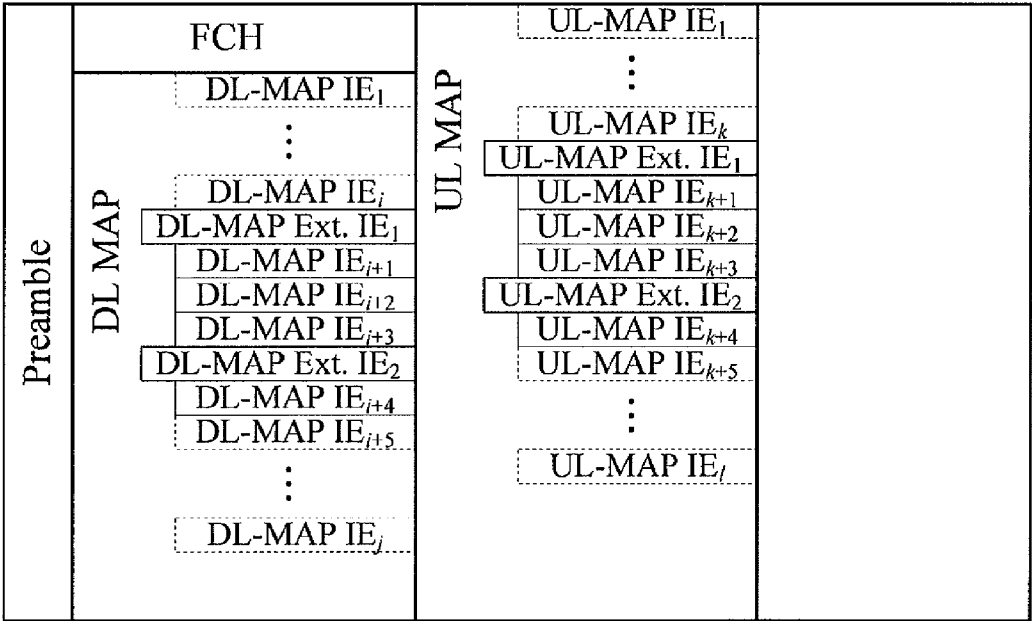 Preamble
FCH
DL MAP
DL-MAP IE₁
⋮
DL-MAP IEᵢ
DL-MAP Ext. IE₁
DL-MAP IEᵢ₊₁
DL-MAP IEᵢ₊₂
DL-MAP IEᵢ₊₃
DL-MAP Ext. IE₂
DL-MAP IEᵢ₊₄
DL-MAP IEᵢ₊₅
⋮
DL-MAP IEⱼ
UL MAP
UL-MAP IE₁
⋮
UL-MAP IEₖ
UL-MAP Ext. IE₁
UL-MAP IEₖ₊₁
UL-MAP IEₖ₊₂
UL-MAP IEₖ₊₃
UL-MAP Ext. IE₂
UL-MAP IEₖ₊₄
UL-MAP IEₖ₊₅
⋮
UL-MAP IEₗ